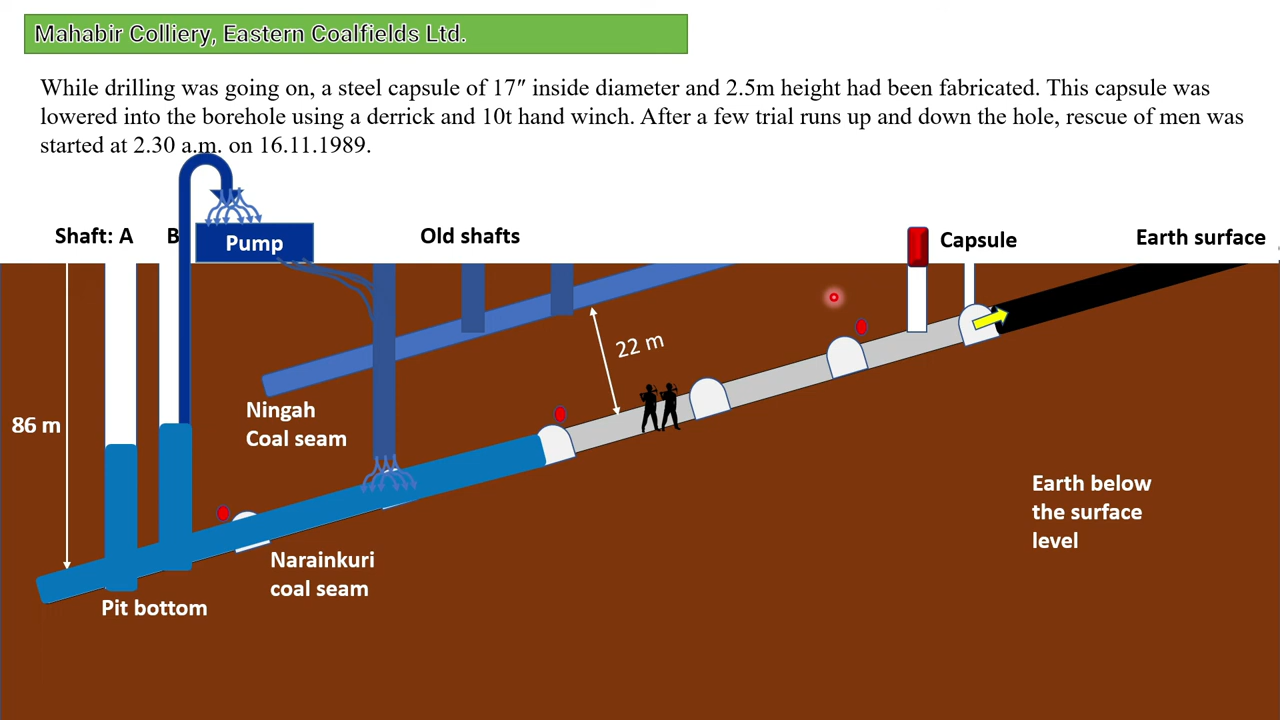 Mahabir Colliery, Eastern Coalfields Ltd.
While drilling was going on, a steel capsule of 17″ inside diameter and 2.5m height had been fabricated. This capsule was
lowered into the borehole using a derrick and 10t hand winch. After a few trial runs up and down the hole, rescue of men was
started at 2.30 a.m. on 16.11.1989.
Shaft: A B
Pump
Old shafts
Capsule
Earth surface
22 m
Ningah
Coal seam
86 m
Earth below
the surface
level
Narainkuri
coal seam
Pit bottom